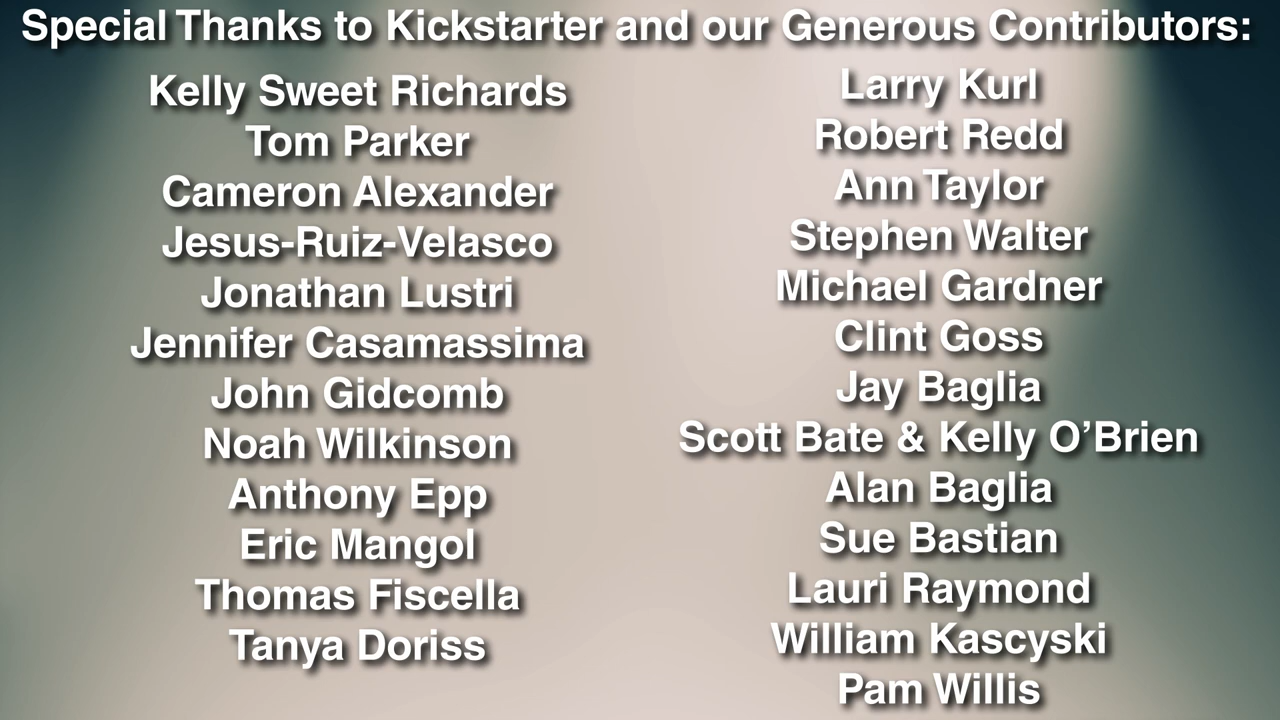 Special Thanks to Kickstarter and our Generous Contributors:
Kelly Sweet Richards
Tom Parker
Cameron Alexander
Jesus-Ruiz-Velasco
Jonathan Lustri
Jennifer Casamassima
John Gidcomb
Noah Wilkinson
Anthony Epp
Eric Mangol
Thomas Fiscella
Tanya Doriss
Larry Kurl
Robert Redd
Ann Taylor
Stephen Walter
Michael Gardner
Clint Goss
Jay Baglia
Scott Bate & Kelly O’Brien
Alan Baglia
Sue Bastian
Lauri Raymond
William Kascyski
Pam Willis